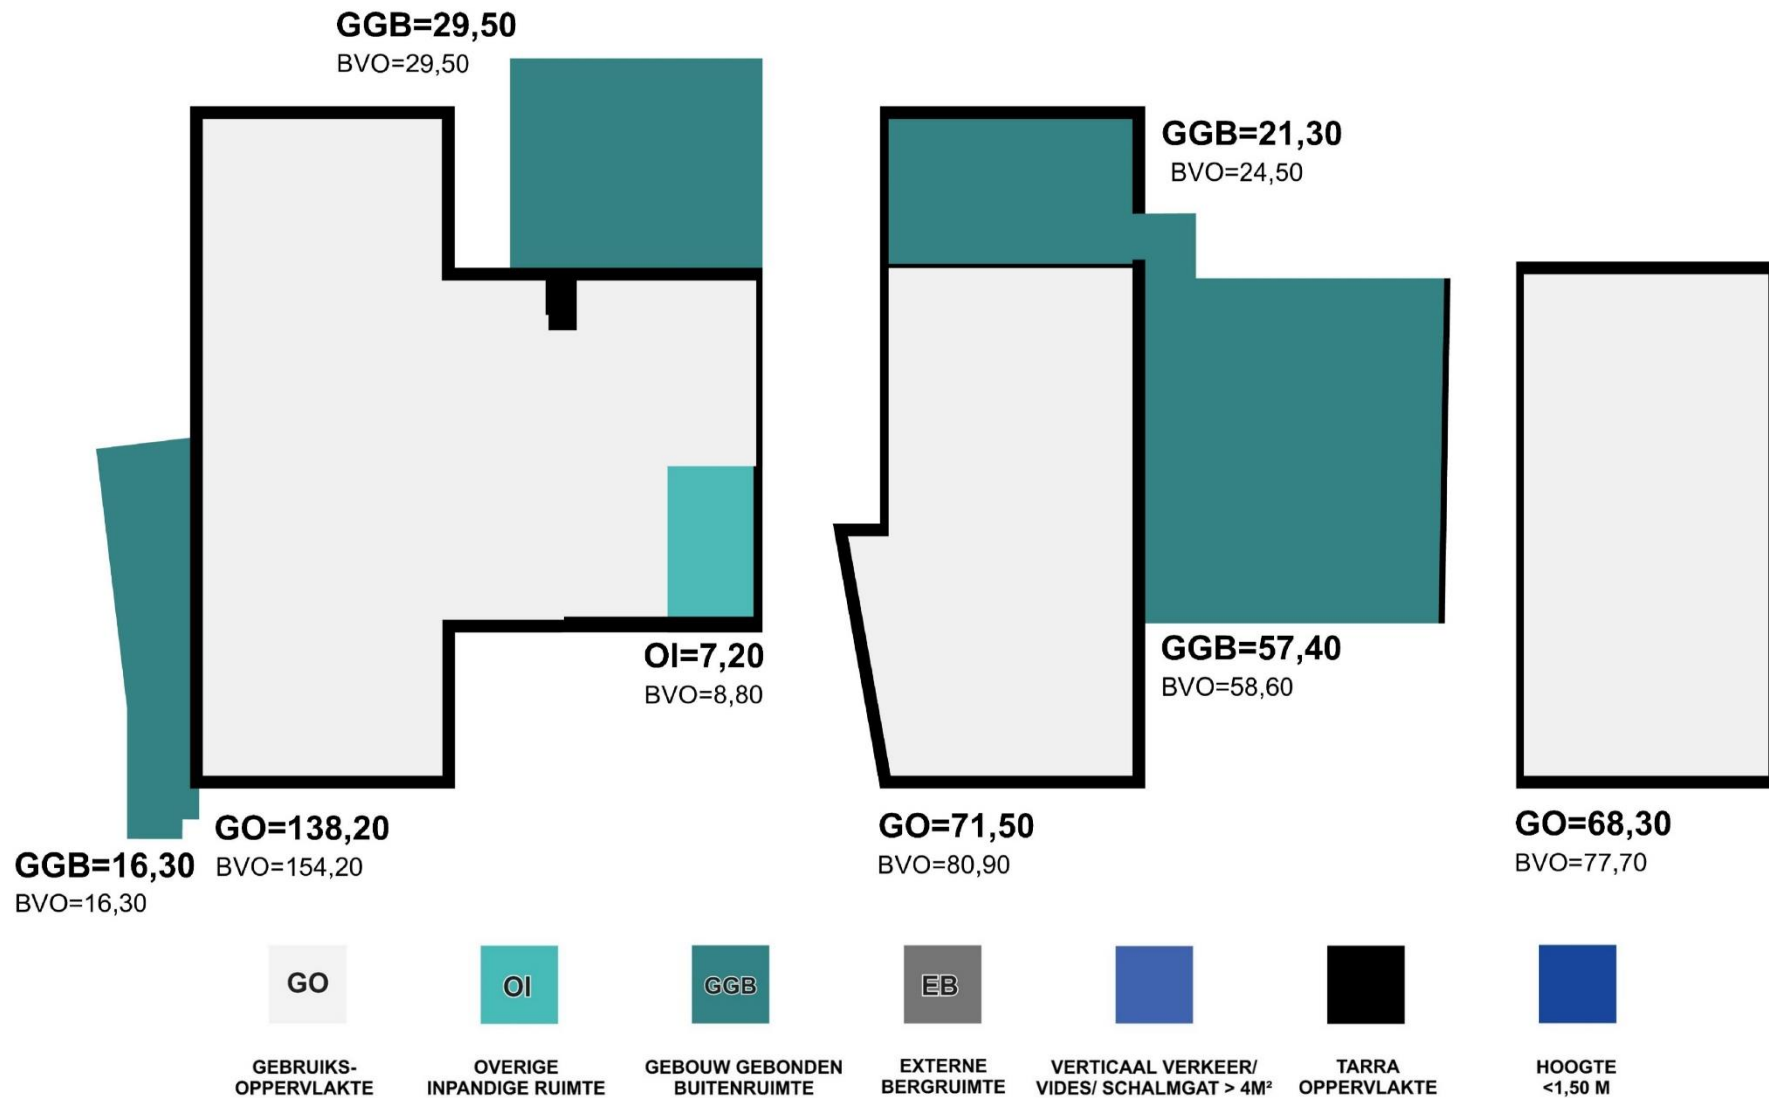 GGB=29,50
BVO=29,50
GGB=21,30
BVO=24,50
OI=7,20
BVO=8,80
GGB=57,40
BVO=58,60
GO=138,20
BVO=154,20
GGB=16,30
BVO=16,30
GO=71,50
BVO=80,90
GO=68,30
BVO=77,70
GO
OI
GGB
EB
GEBRUIKS-
OPPERVLAKTE
OVERIGE
INPANDIGE RUIMTE
GEBOUW GEBONDEN
BUITENRUIMTE
EXTERNE
BERGRUIMTE
VERTICAAL VERKEER/
VIDES/ SCHALMGAT > 4M²
TARRA
OPPERVLAKTE
HOOGTE
<1,50 M